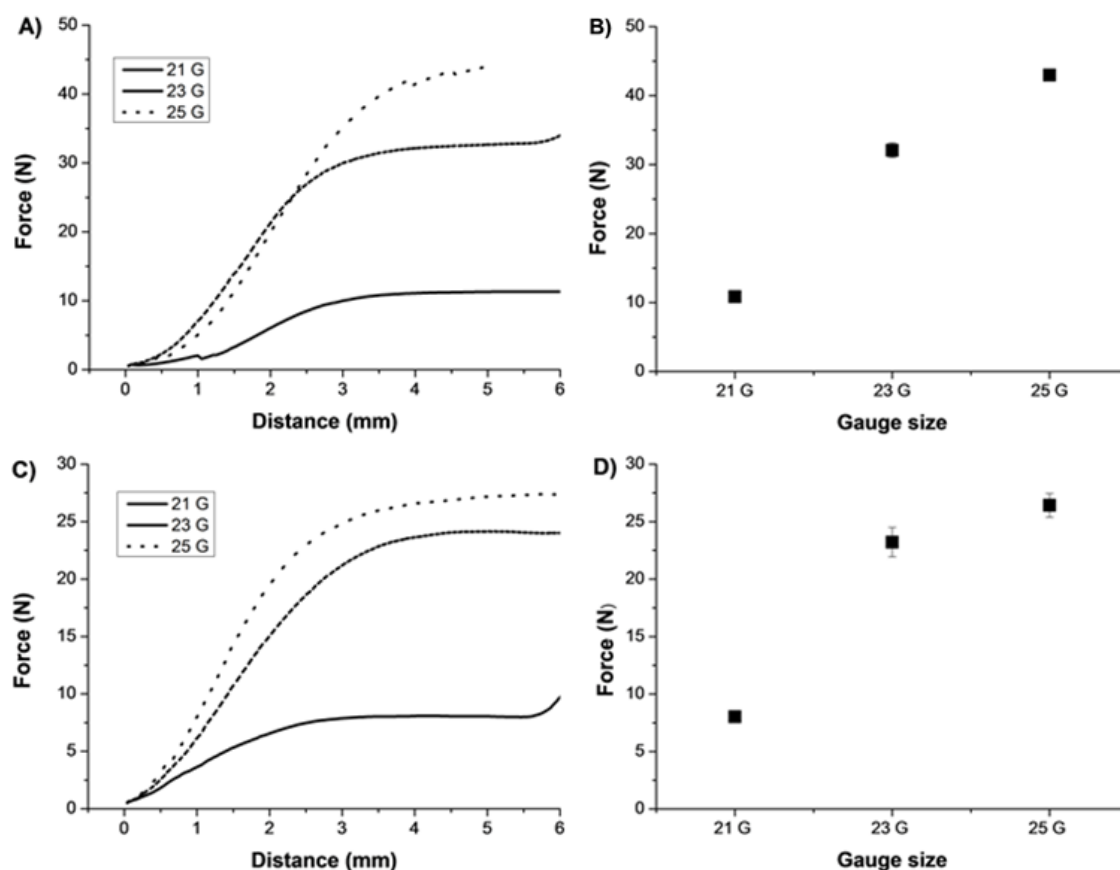 A)
50
40
30
20
10
0
Force (N)
21 G
23 G
25 G
0 1 2 3 4 5 6
Distance (mm)
B)
50
40
30
20
10
0
Force (N)
21 G 23 G 25 G
Gauge size
C)
30
25
20
15
10
5
0
Force (N)
21 G
23 G
25 G
0 1 2 3 4 5 6
Distance (mm)
D)
30
25
20
15
10
5
0
Force (N)
21 G 23 G 25 G
Gauge size